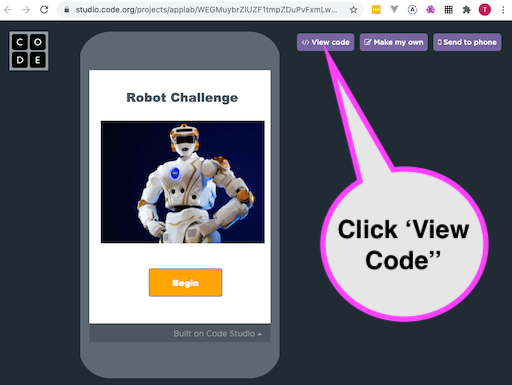 studio.code.org/projects/applab/WEGMuybrZIUZF1tmpZDuPvFxmLw...
T
C O
D E
View code
Make my own
Send to phone
Robot Challenge
Begin
Click ‘View
Code”
Built on Code Studio